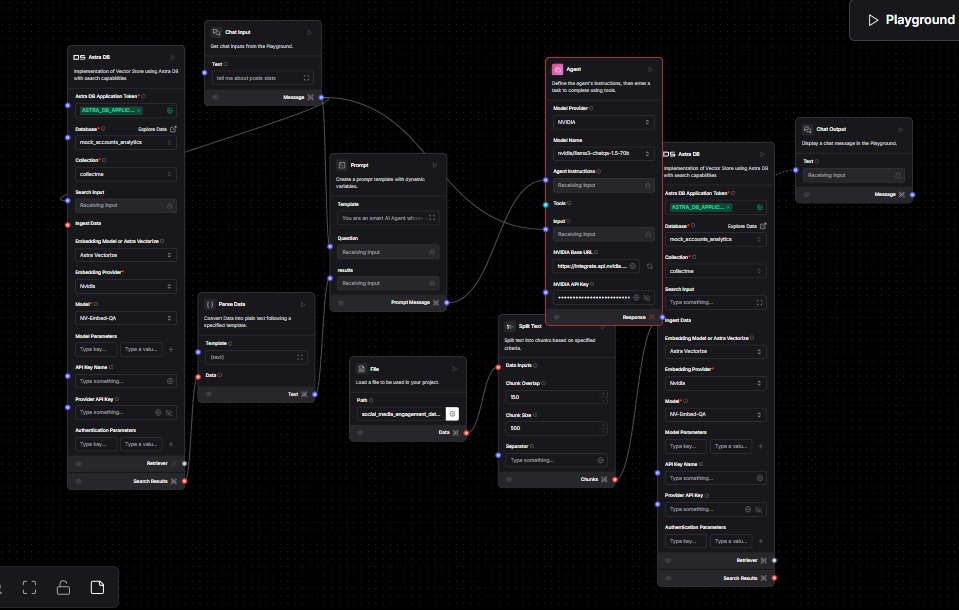 Playground
Astra DB
Implementation of Vector Store using Astra DB
with search capabilities
Astra DB Application Token*
ASTRA_DB_APPLIC...
Database*
Explore Data
mock_accounts_analytics
Collection*
collectme
Search Input
Receiving input
Ingest Data
Embedding Model or Astra Vectorize
Astra Vectorize
Embedding Provider*
Nvidia
Model*
NV-Embed-QA
Model Parameters
Type key...
Type a valu...
API Key Name
Type something...
Provider API Key
Type something...
Authentication Parameters
Type key...
Type a valu...
Retriever
Search Results
Chat Input
Get chat inputs from the Playground.
Text
tell me about posts stats
Message
Prompt
Create a prompt template with dynamic
variables.
Template
You are an smart AI Agent whose
Question
Receiving input
results
Receiving input
Prompt Message
Parse Data
Convert Data into plain text following a
specified template.
Template
{text}
Data
Text
File
Load a file to be used in your project.
Path
social_media_engagement_dat...
Data
Split Text
Split text into chunks based on specified
criteria.
Data Inputs
Chunk Overlap
150
Chunk Size
500
Separator
Type something...
Chunks
Agent
Define the agent's instructions, then enter a
task to complete using tools.
Model Provider
NVIDIA
Model Name
nvidia/llama3-chatqa-1.5-70b
Agent Instructions
Receiving input
Tools
Input
Receiving input
NVIDIA Base URL
https://integrate.api.nvidia....
NVIDIA API Key
••••••••••••••••••••••••
Response
Astra DB
Implementation of Vector Store using Astra DB
with search capabilities
Astra DB Application Token*
ASTRA_DB_APPLIC...
Database*
Explore Data
mock_accounts_analytics
Collection*
collectme
Search Input
Type something...
Ingest Data
Embedding Model or Astra Vectorize
Astra Vectorize
Embedding Provider*
Nvidia
Model*
NV-Embed-QA
Model Parameters
Type key...
Type a valu...
API Key Name
Type something...
Provider API Key
Type something...
Authentication Parameters
Type key...
Type a valu...
Retriever
Search Results
Chat Output
Display a chat message in the Playground.
Text
Receiving input
Message